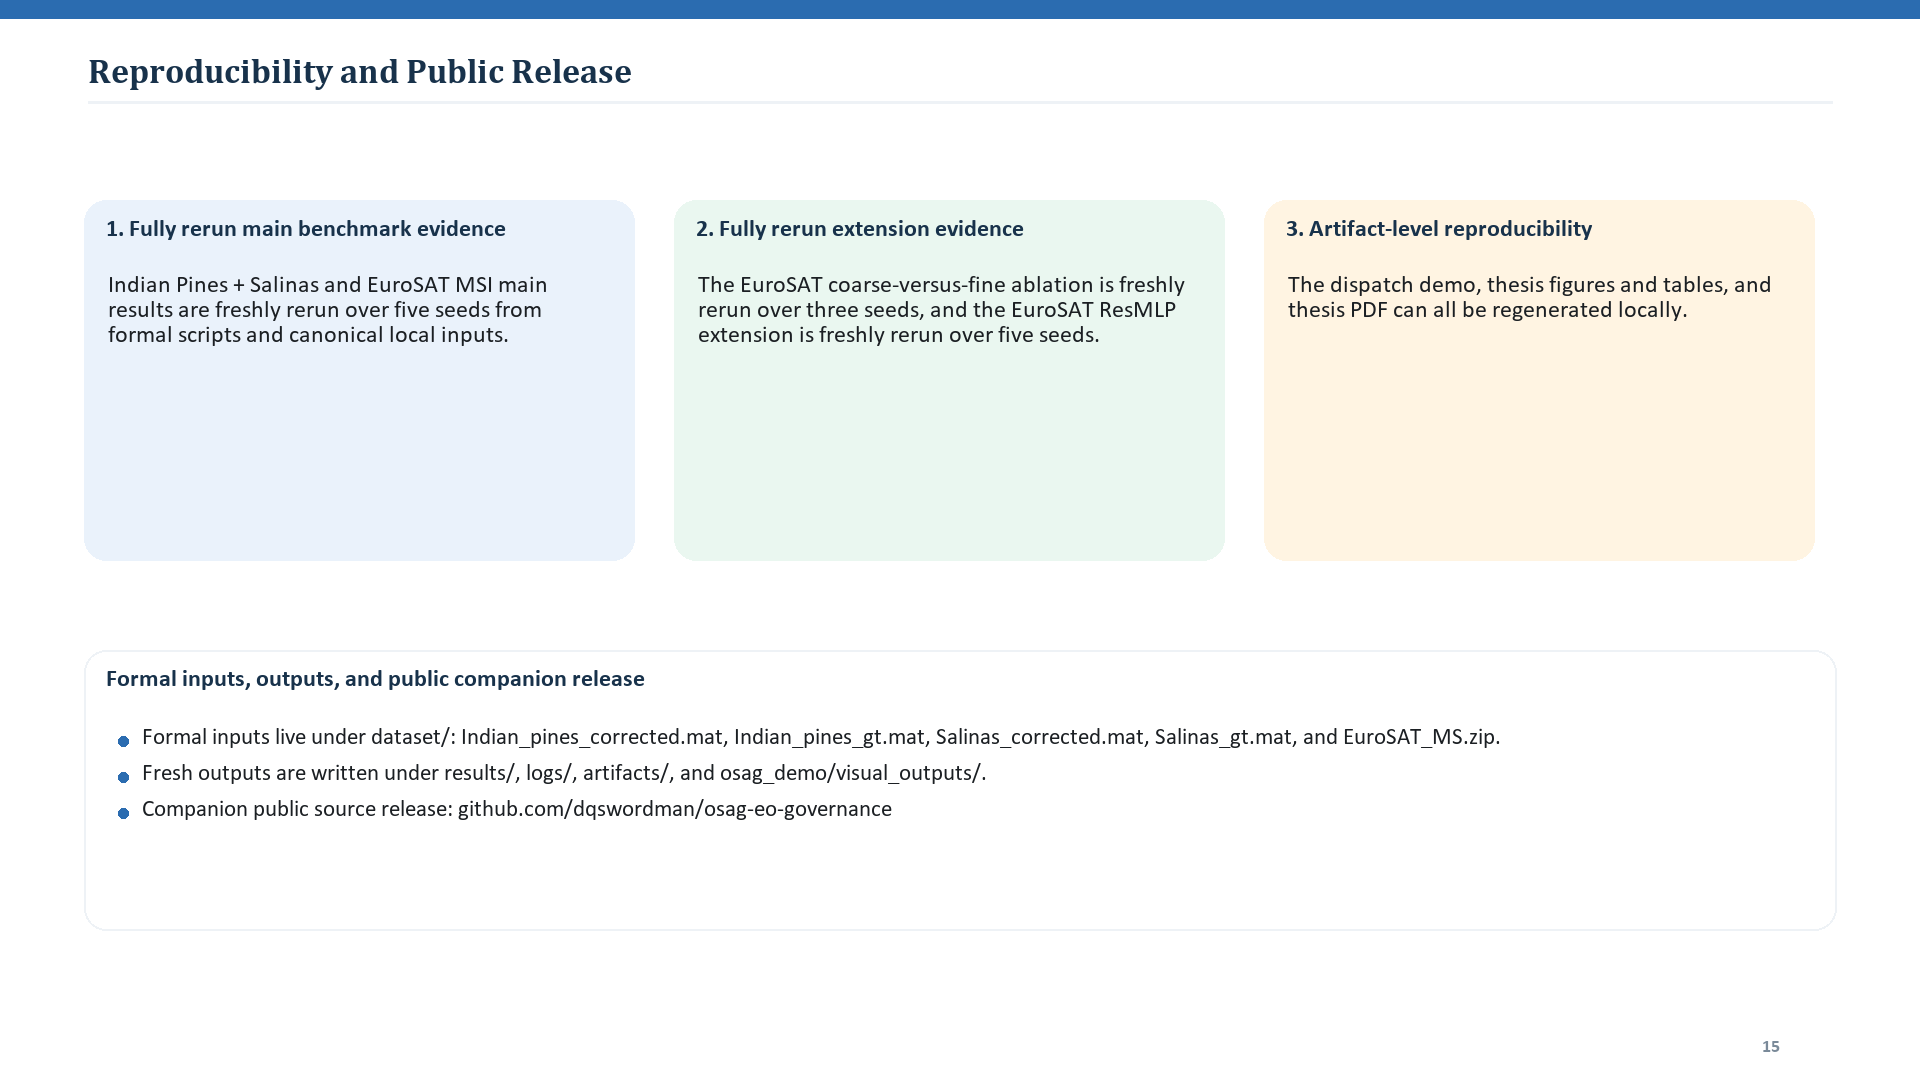 Reproducibility and Public Release
1. Fully rerun main benchmark evidence
Indian Pines + Salinas and EuroSAT MSI main
results are freshly rerun over five seeds from
formal scripts and canonical local inputs.
2. Fully rerun extension evidence
The EuroSAT coarse-versus-fine ablation is freshly
rerun over three seeds, and the EuroSAT ResMLP
extension is freshly rerun over five seeds.
3. Artifact-level reproducibility
The dispatch demo, thesis figures and tables, and
thesis PDF can all be regenerated locally.
Formal inputs, outputs, and public companion release
Formal inputs live under dataset/: Indian_pines_corrected.mat, Indian_pines_gt.mat, Salinas_corrected.mat, Salinas_gt.mat, and EuroSAT_MS.zip.
Fresh outputs are written under results/, logs/, artifacts/, and osag_demo/visual_outputs/.
Companion public source release: github.com/dqswordman/osag-eo-governance
15